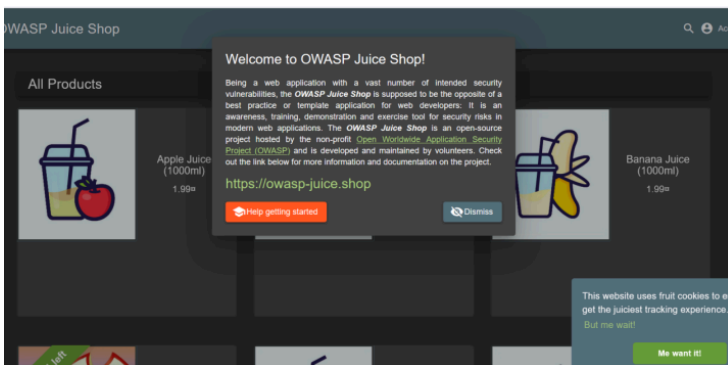 OWASP Juice Shop
Welcome to OWASP Juice Shop!
Being a web application with a vast number of intended security
vulnerabilities, the OWASP Juice Shop is supposed to be the opposite of a
best practice or template application for web developers: It is an
awareness, training, demonstration and exercise tool for security risks in
modern web applications. The OWASP Juice Shop is an open-source
project hosted by the non-profit Open Worldwide Application Security
Project (OWASP) and is developed and maintained by volunteers. Check
out the link below for more information and documentation on the project.
https://owasp-juice.shop
Help getting started
Dismiss
All Products
Apple Juice
(1000ml)
1.99¤
Banana Juice
(1000ml)
1.99¤
left
This website uses fruit cookies to e
get the juiciest tracking experience.
But me wait!
Me want it!